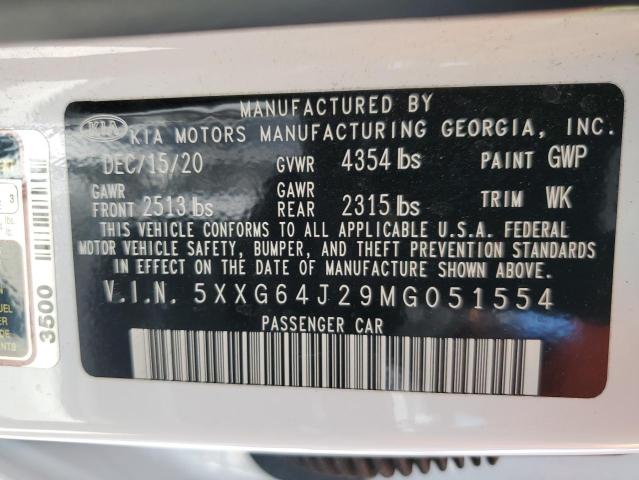 MANUFACTURED BY
KIA KIA MOTORS MANUFACTURING GEORGIA, INC.
DEC/15/20 GVWR 4354 lbs PAINT GWP
GAWR FRONT 2513 lbs GAWR REAR 2315 lbs TRIM WK
THIS VEHICLE CONFORMS TO ALL APPLICABLE U.S.A. FEDERAL
MOTOR VEHICLE SAFETY, BUMPER, AND THEFT PREVENTION STANDARDS
IN EFFECT ON THE DATE OF MANUFACTURE SHOWN ABOVE.
V.I.N. 5XXG64J29MG051554
PASSENGER CAR
3500
3